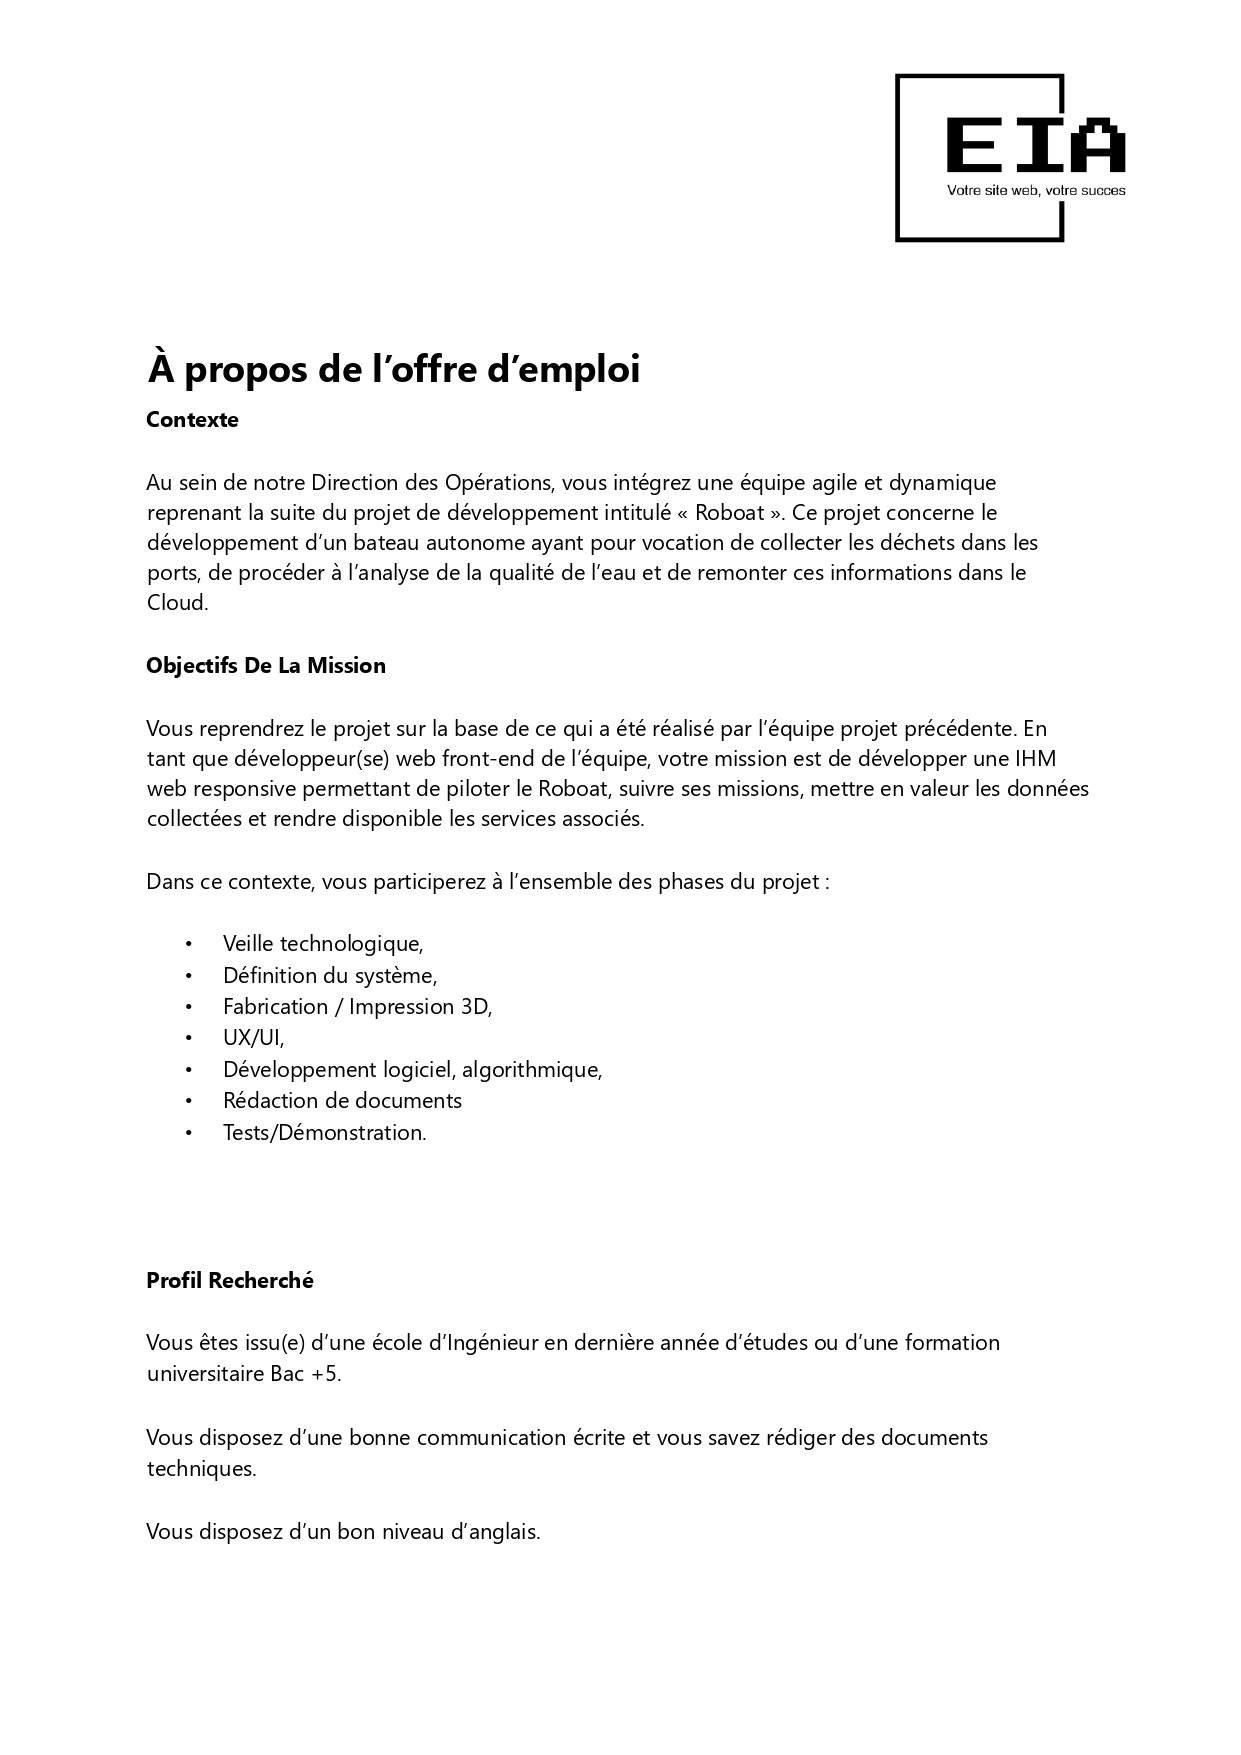 EIA
Votre site web, votre succes
À propos de l’offre d’emploi
Contexte
Au sein de notre Direction des Opérations, vous intégrez une équipe agile et dynamique
reprenant la suite du projet de développement intitulé « Roboat ». Ce projet concerne le
développement d’un bateau autonome ayant pour vocation de collecter les déchets dans les
ports, de procéder à l’analyse de la qualité de l’eau et de remonter ces informations dans le
Cloud.
Objectifs De La Mission
Vous reprendrez le projet sur la base de ce qui a été réalisé par l’équipe projet précédente. En
tant que développeur(se) web front-end de l’équipe, votre mission est de développer une IHM
web responsive permettant de piloter le Roboat, suivre ses missions, mettre en valeur les données
collectées et rendre disponible les services associés.
Dans ce contexte, vous participerez à l’ensemble des phases du projet :
• Veille technologique,
• Définition du système,
• Fabrication / Impression 3D,
• UX/UI,
• Développement logiciel, algorithmique,
• Rédaction de documents
• Tests/Démonstration.
Profil Recherché
Vous êtes issu(e) d’une école d’Ingénieur en dernière année d’études ou d’une formation
universitaire Bac +5.
Vous disposez d’une bonne communication écrite et vous savez rédiger des documents
techniques.
Vous disposez d’un bon niveau d’anglais.